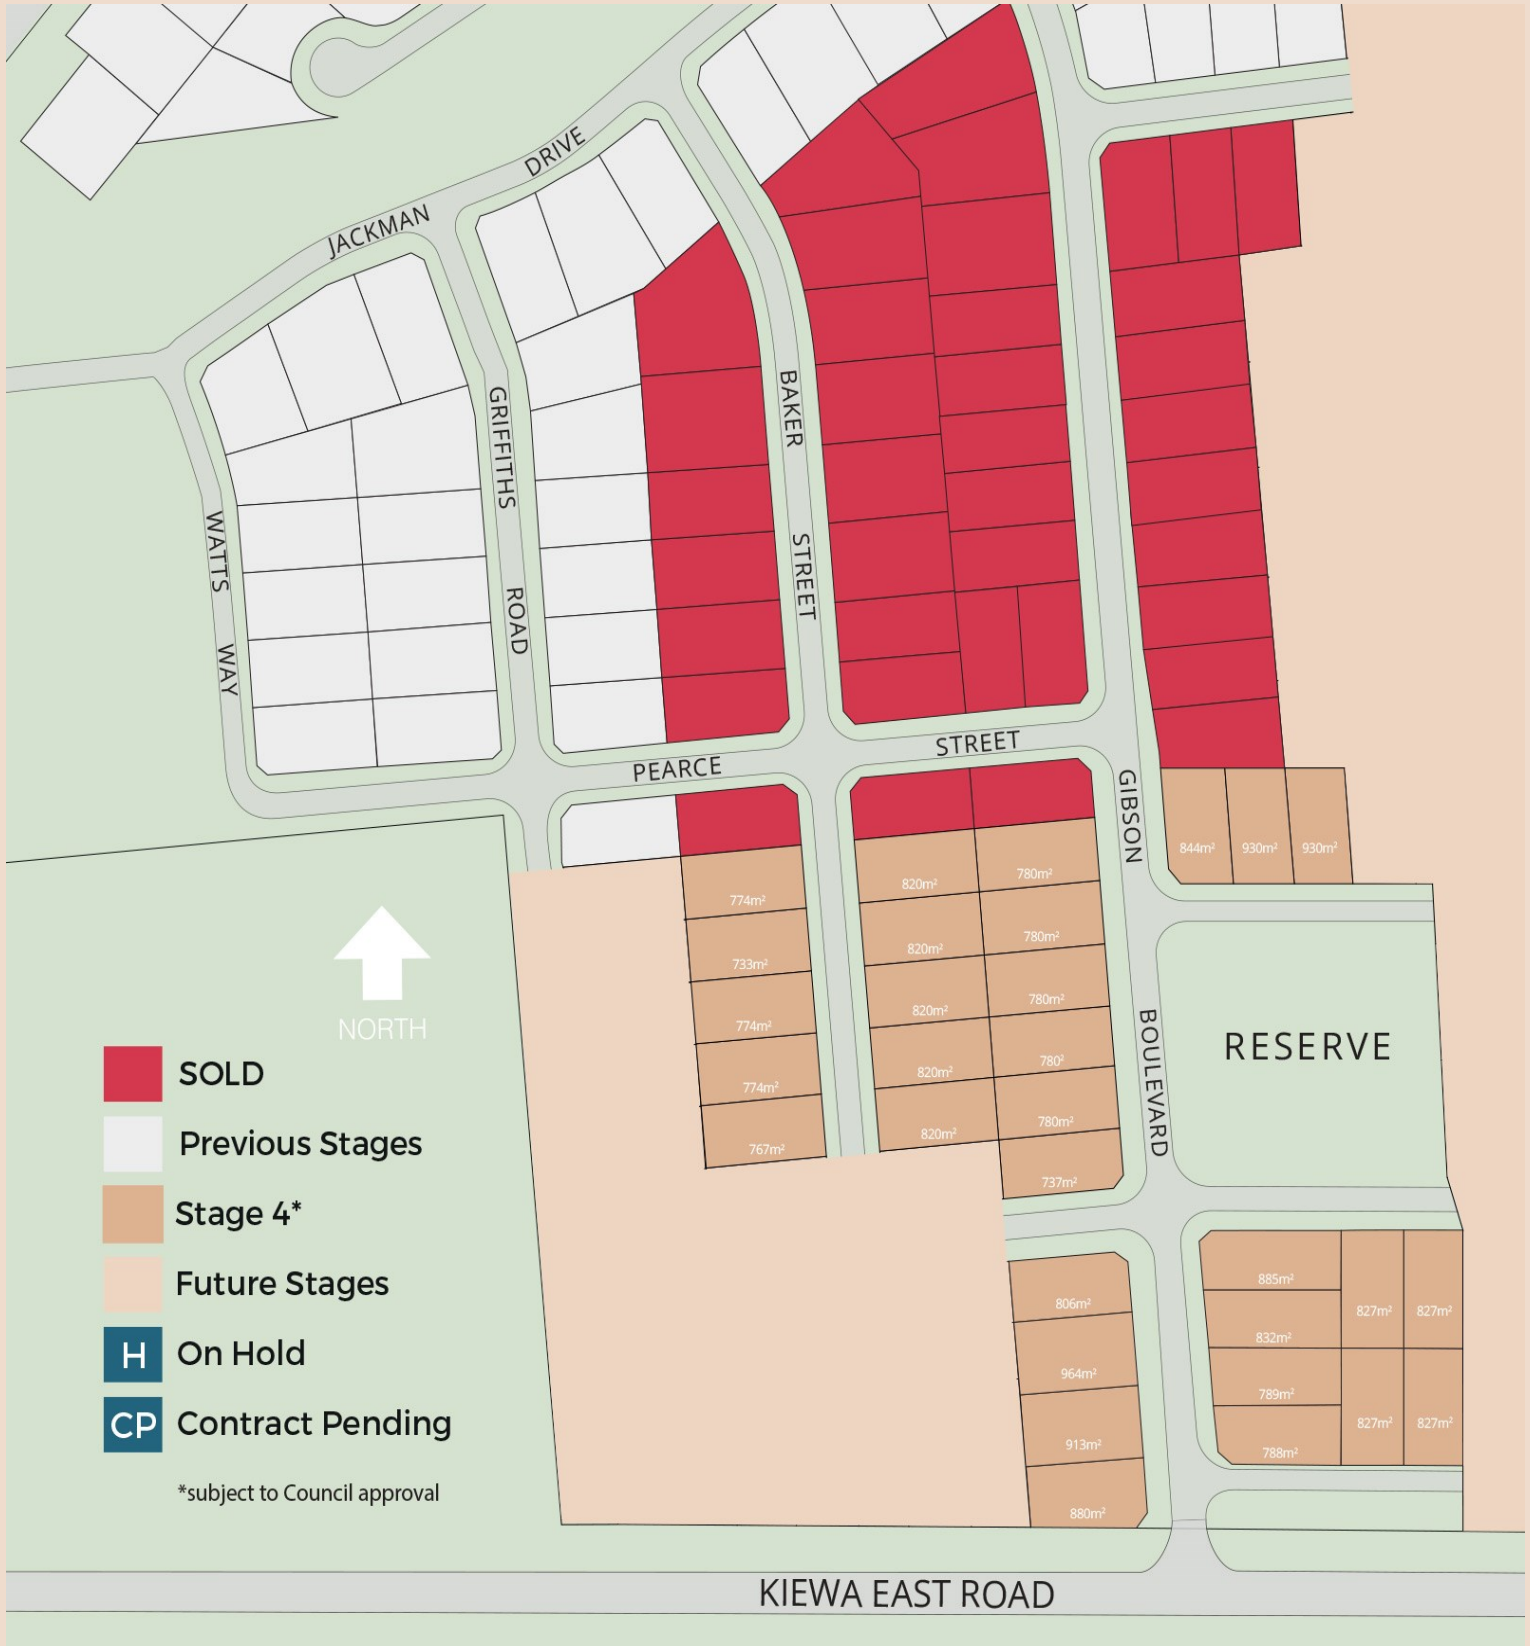 DRIVE
JACKMAN
BAKER
GRIFFITHS
WATTS
STREET
ROAD
WAY
STREET
PEARCE
GIBSON
844m²
930m²
930m²
780m²
820m²
774m²
780m²
820m²
733m²
780m²
820m²
774m²
780²
820m²
774m²
780m²
820m²
767m²
737m²
BOULEVARD
RESERVE
NORTH
SOLD
Previous Stages
Stage 4*
Future Stages
H On Hold
CP Contract Pending
*subject to Council approval
885m²
806m²
827m²
827m²
832m²
964m²
789m²
827m²
827m²
913m²
788m²
880m²
KIEWA EAST ROAD